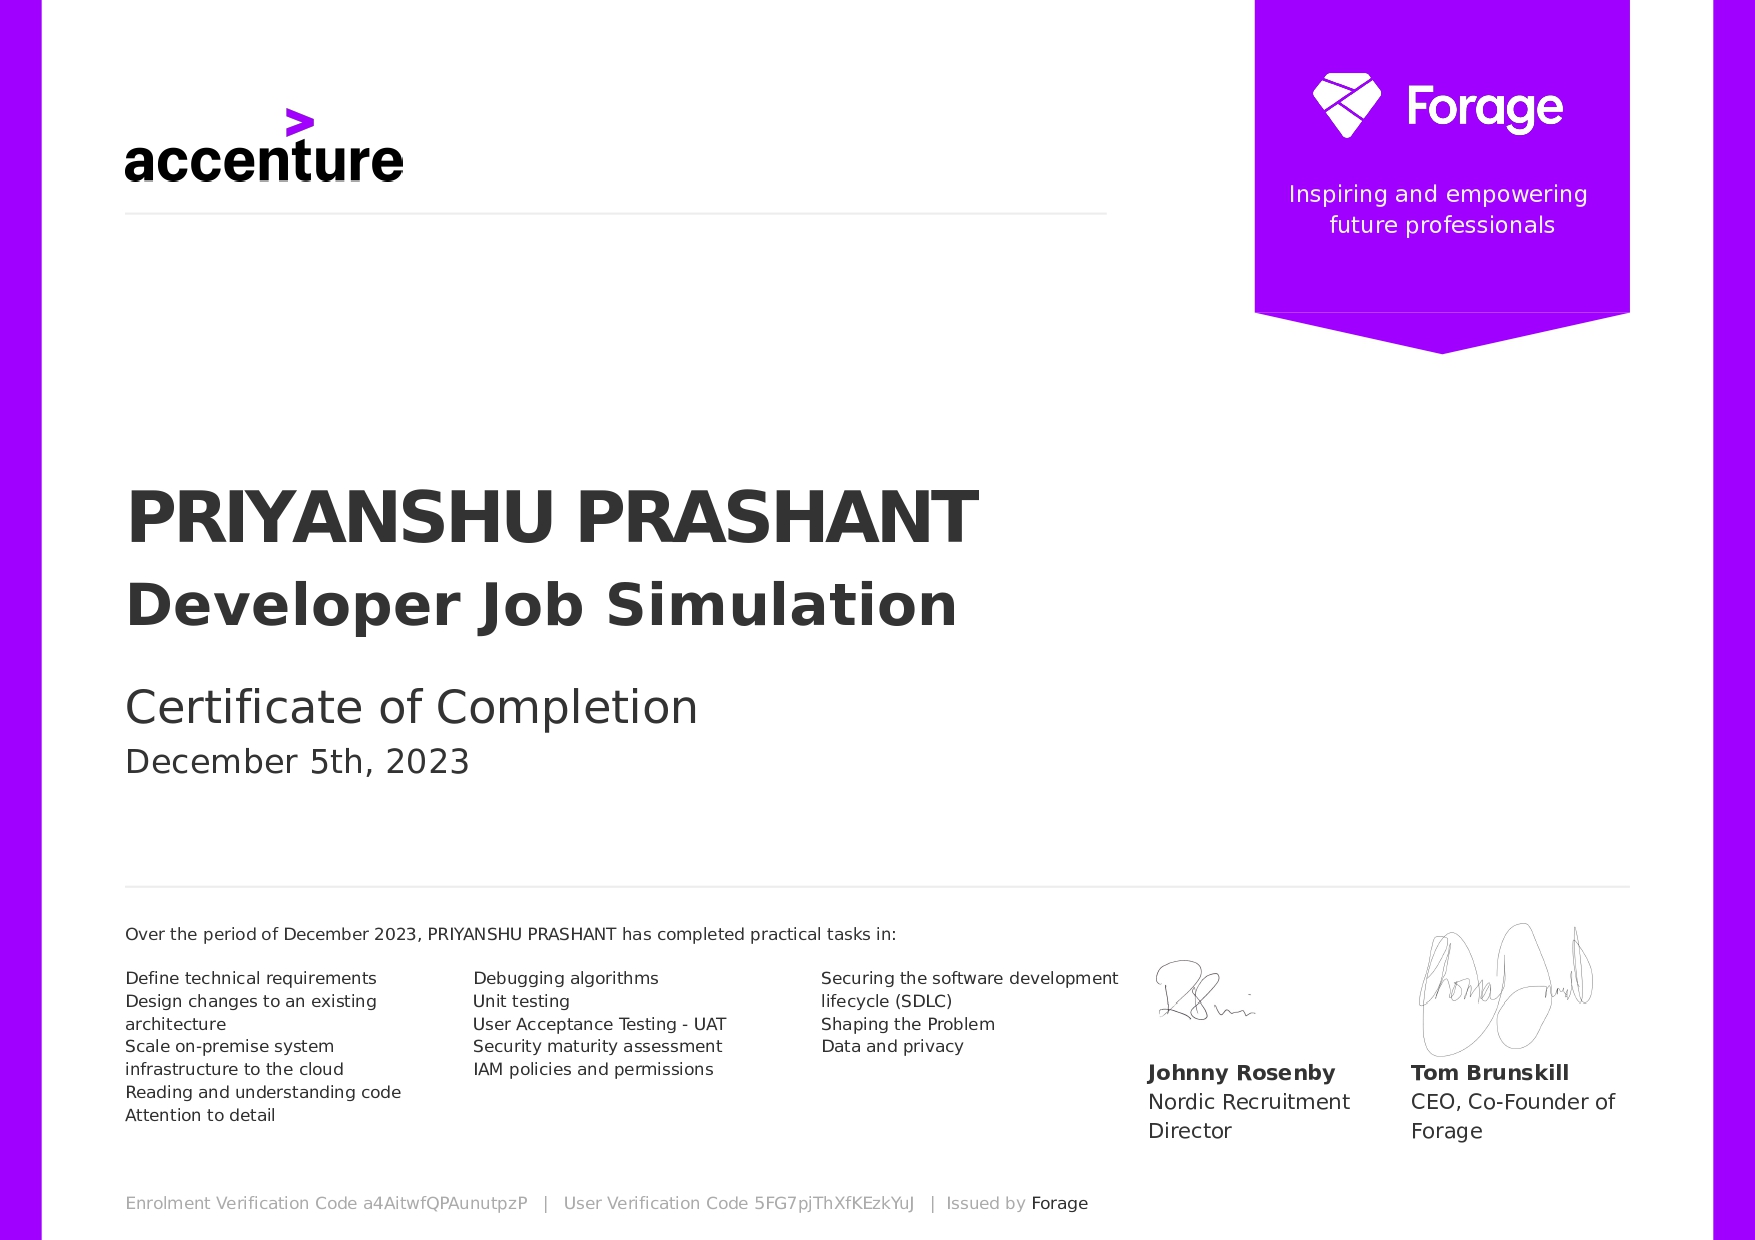 accenture
Forage
Inspiring and empowering
future professionals
PRIYANSHU PRASHANT
Developer Job Simulation
Certificate of Completion
December 5th, 2023
Over the period of December 2023, PRIYANSHU PRASHANT has completed practical tasks in:
Define technical requirements
Design changes to an existing
architecture
Scale on-premise system
infrastructure to the cloud
Reading and understanding code
Attention to detail
Debugging algorithms
Unit testing
User Acceptance Testing - UAT
Security maturity assessment
IAM policies and permissions
Securing the software development
lifecycle (SDLC)
Shaping the Problem
Data and privacy
Johnny Rosenby
Nordic Recruitment
Director
Tom Brunskill
CEO, Co-Founder of
Forage
Enrolment Verification Code a4AitwfQPAunutpzP | User Verification Code 5FG7pjThXfKEzkYuJ | Issued by Forage